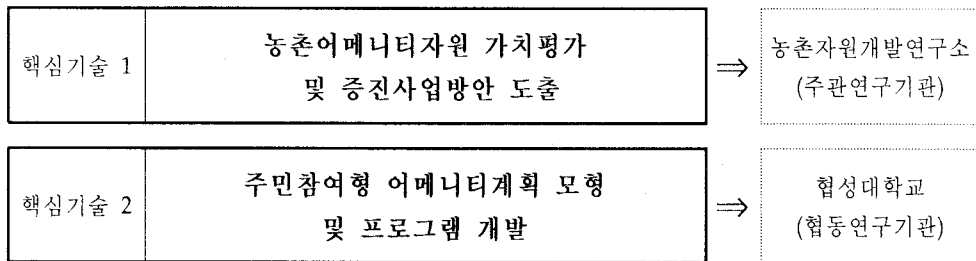 핵심기술 1
농촌어메니티자원 가치평가
및 증진사업방안 도출
⇒
농촌자원개발연구소
(주관연구기관)
핵심기술 2
주민참여형 어메니티계획 모형
및 프로그램 개발
⇒
협성대학교
(협동연구기관)